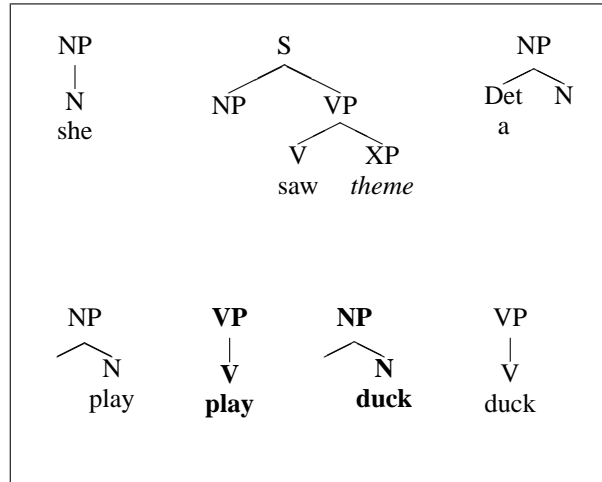 NP S NP
N NP VP Det N
she a
V XP
saw theme
NP VP NP VP
N V N V
play play duck duck